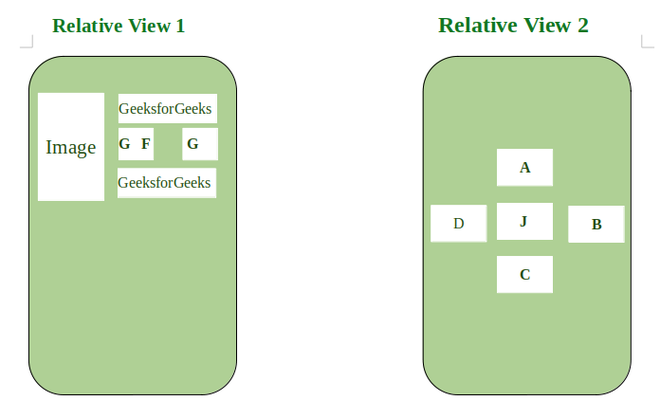 Relative View 1
Image
GeeksforGeeks
G F G
GeeksforGeeks
Relative View 2
A
D J B
C